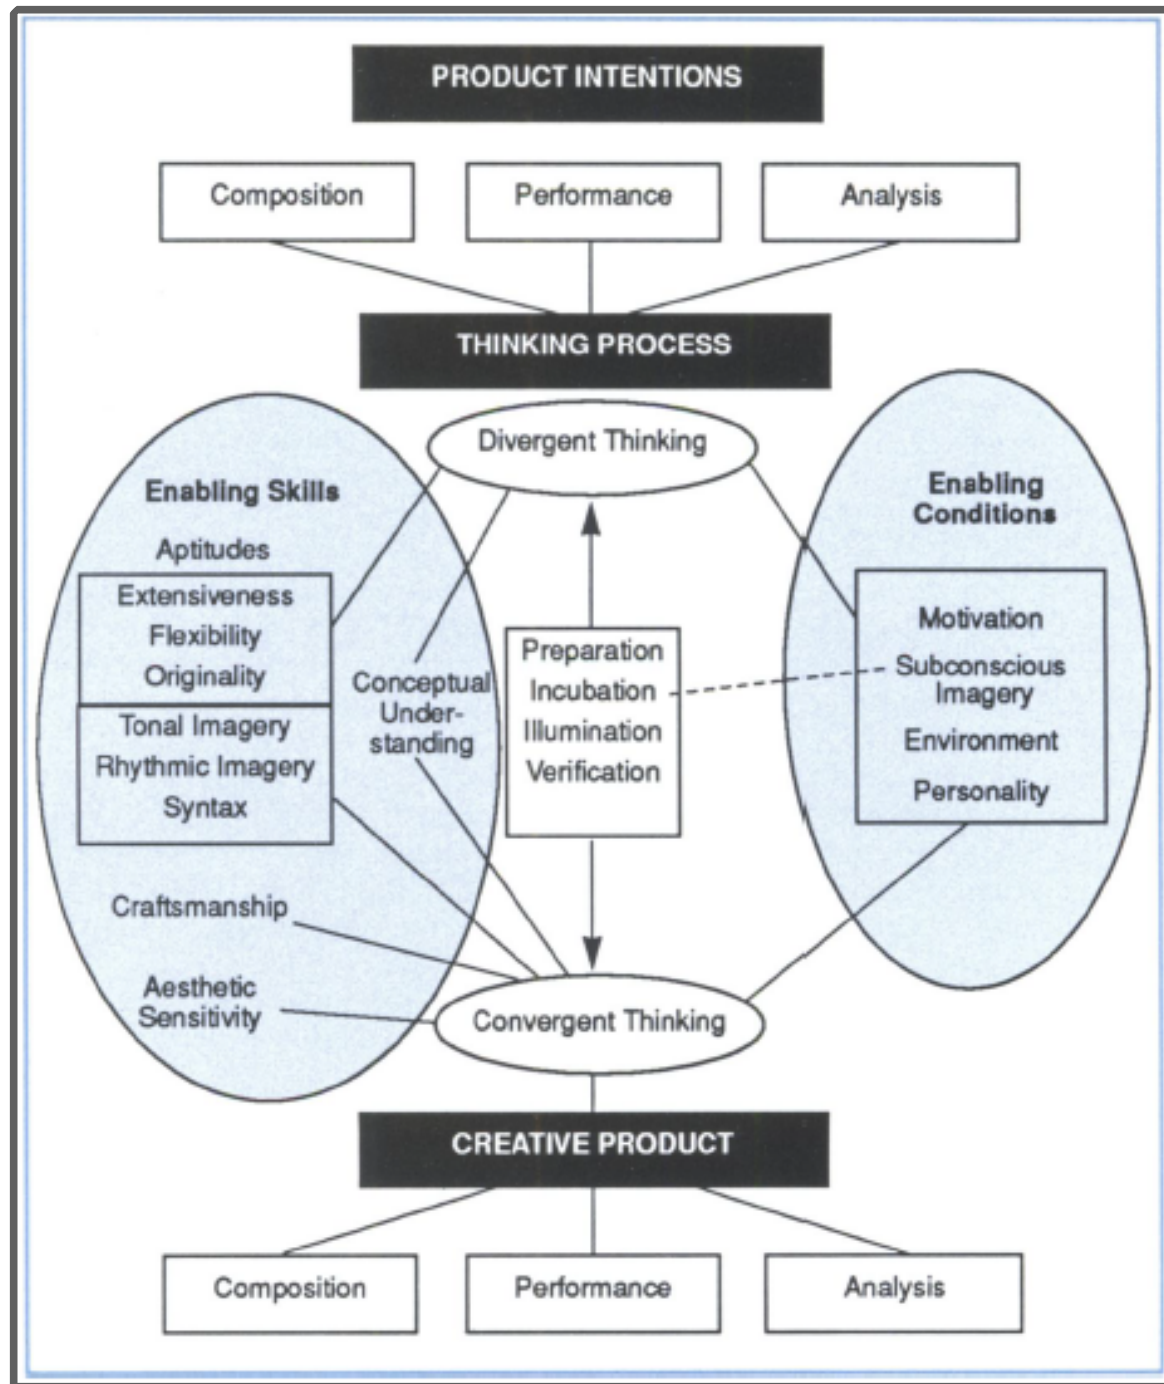 PRODUCT INTENTIONS
Composition
Performance
Analysis
THINKING PROCESS
Divergent Thinking
Enabling Skills
Aptitudes
Extensiveness
Flexibility
Originality
Tonal Imagery
Rhythmic Imagery
Syntax
Craftsmanship
Aesthetic
Sensitivity
Conceptual
Under-
standing
Preparation
Incubation
Illumination
Verification
Enabling
Conditions
Motivation
Subconscious
Imagery
Environment
Personality
Convergent Thinking
CREATIVE PRODUCT
Composition
Performance
Analysis